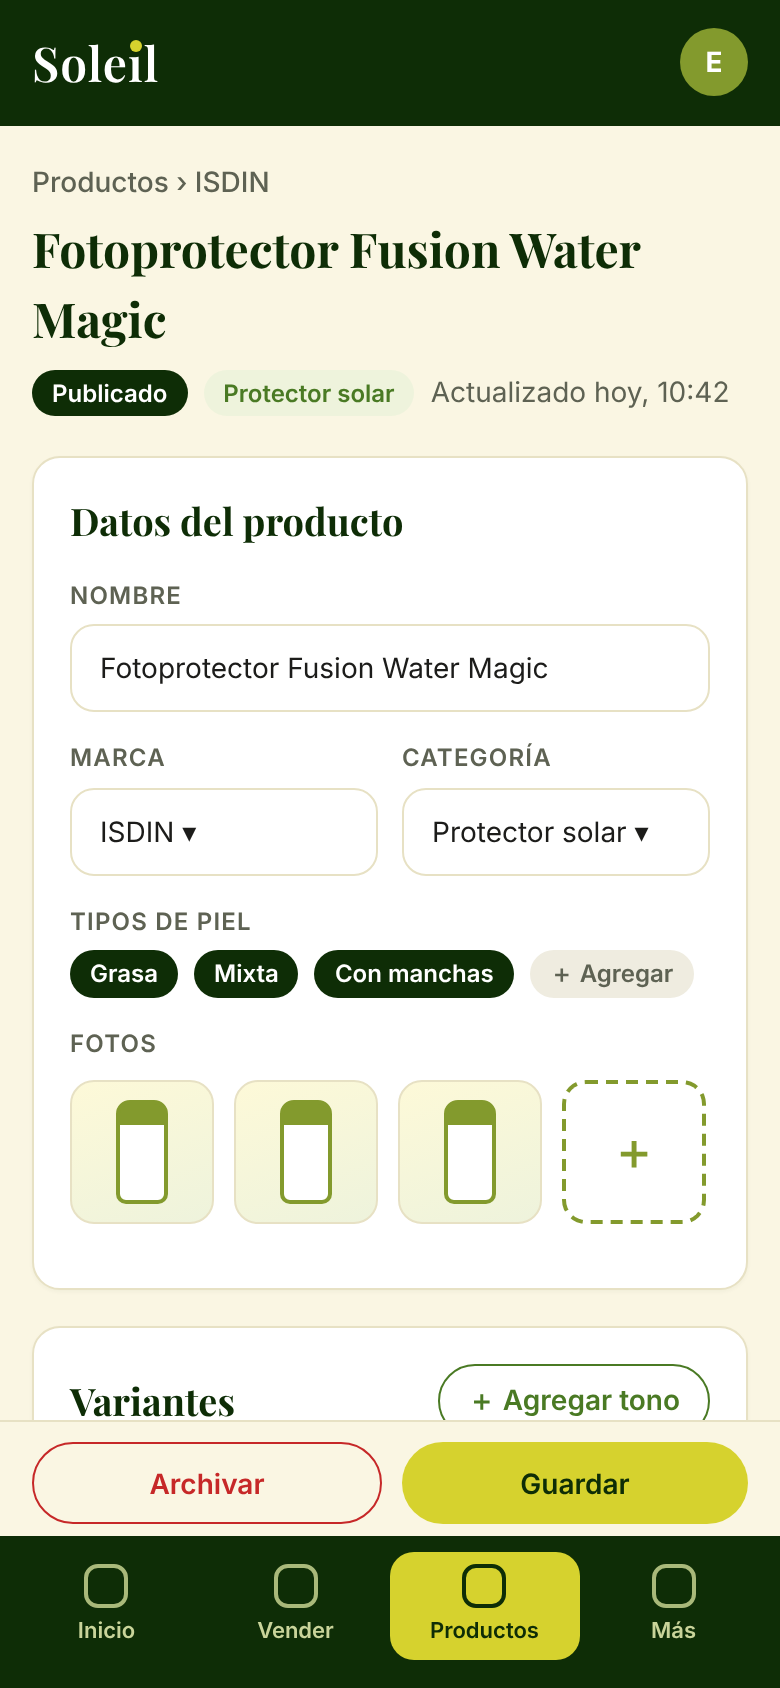 Soleil
E
Productos › ISDIN
Fotoprotector Fusion Water
Magic
Publicado
Protector solar
Actualizado hoy, 10:42
Datos del producto
NOMBRE
Fotoprotector Fusion Water Magic
MARCA
CATEGORÍA
ISDIN ▾
Protector solar ▾
TIPOS DE PIEL
Grasa
Mixta
Con manchas
+ Agregar
FOTOS
+
Variantes
+ Agregar tono
Archivar
Guardar
Inicio
Vender
Productos
Más